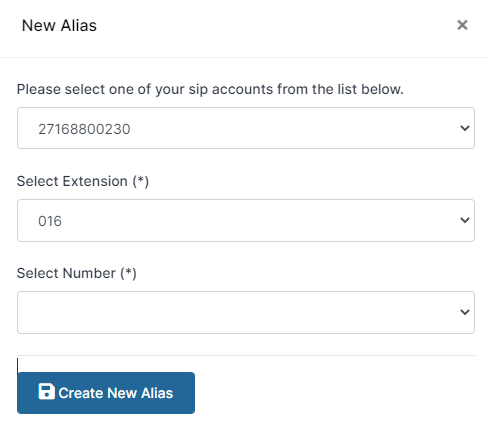 New Alias
×
Please select one of your sip accounts from the list below.
27168800230
Select Extension (*)
016
Select Number (*)
Create New Alias